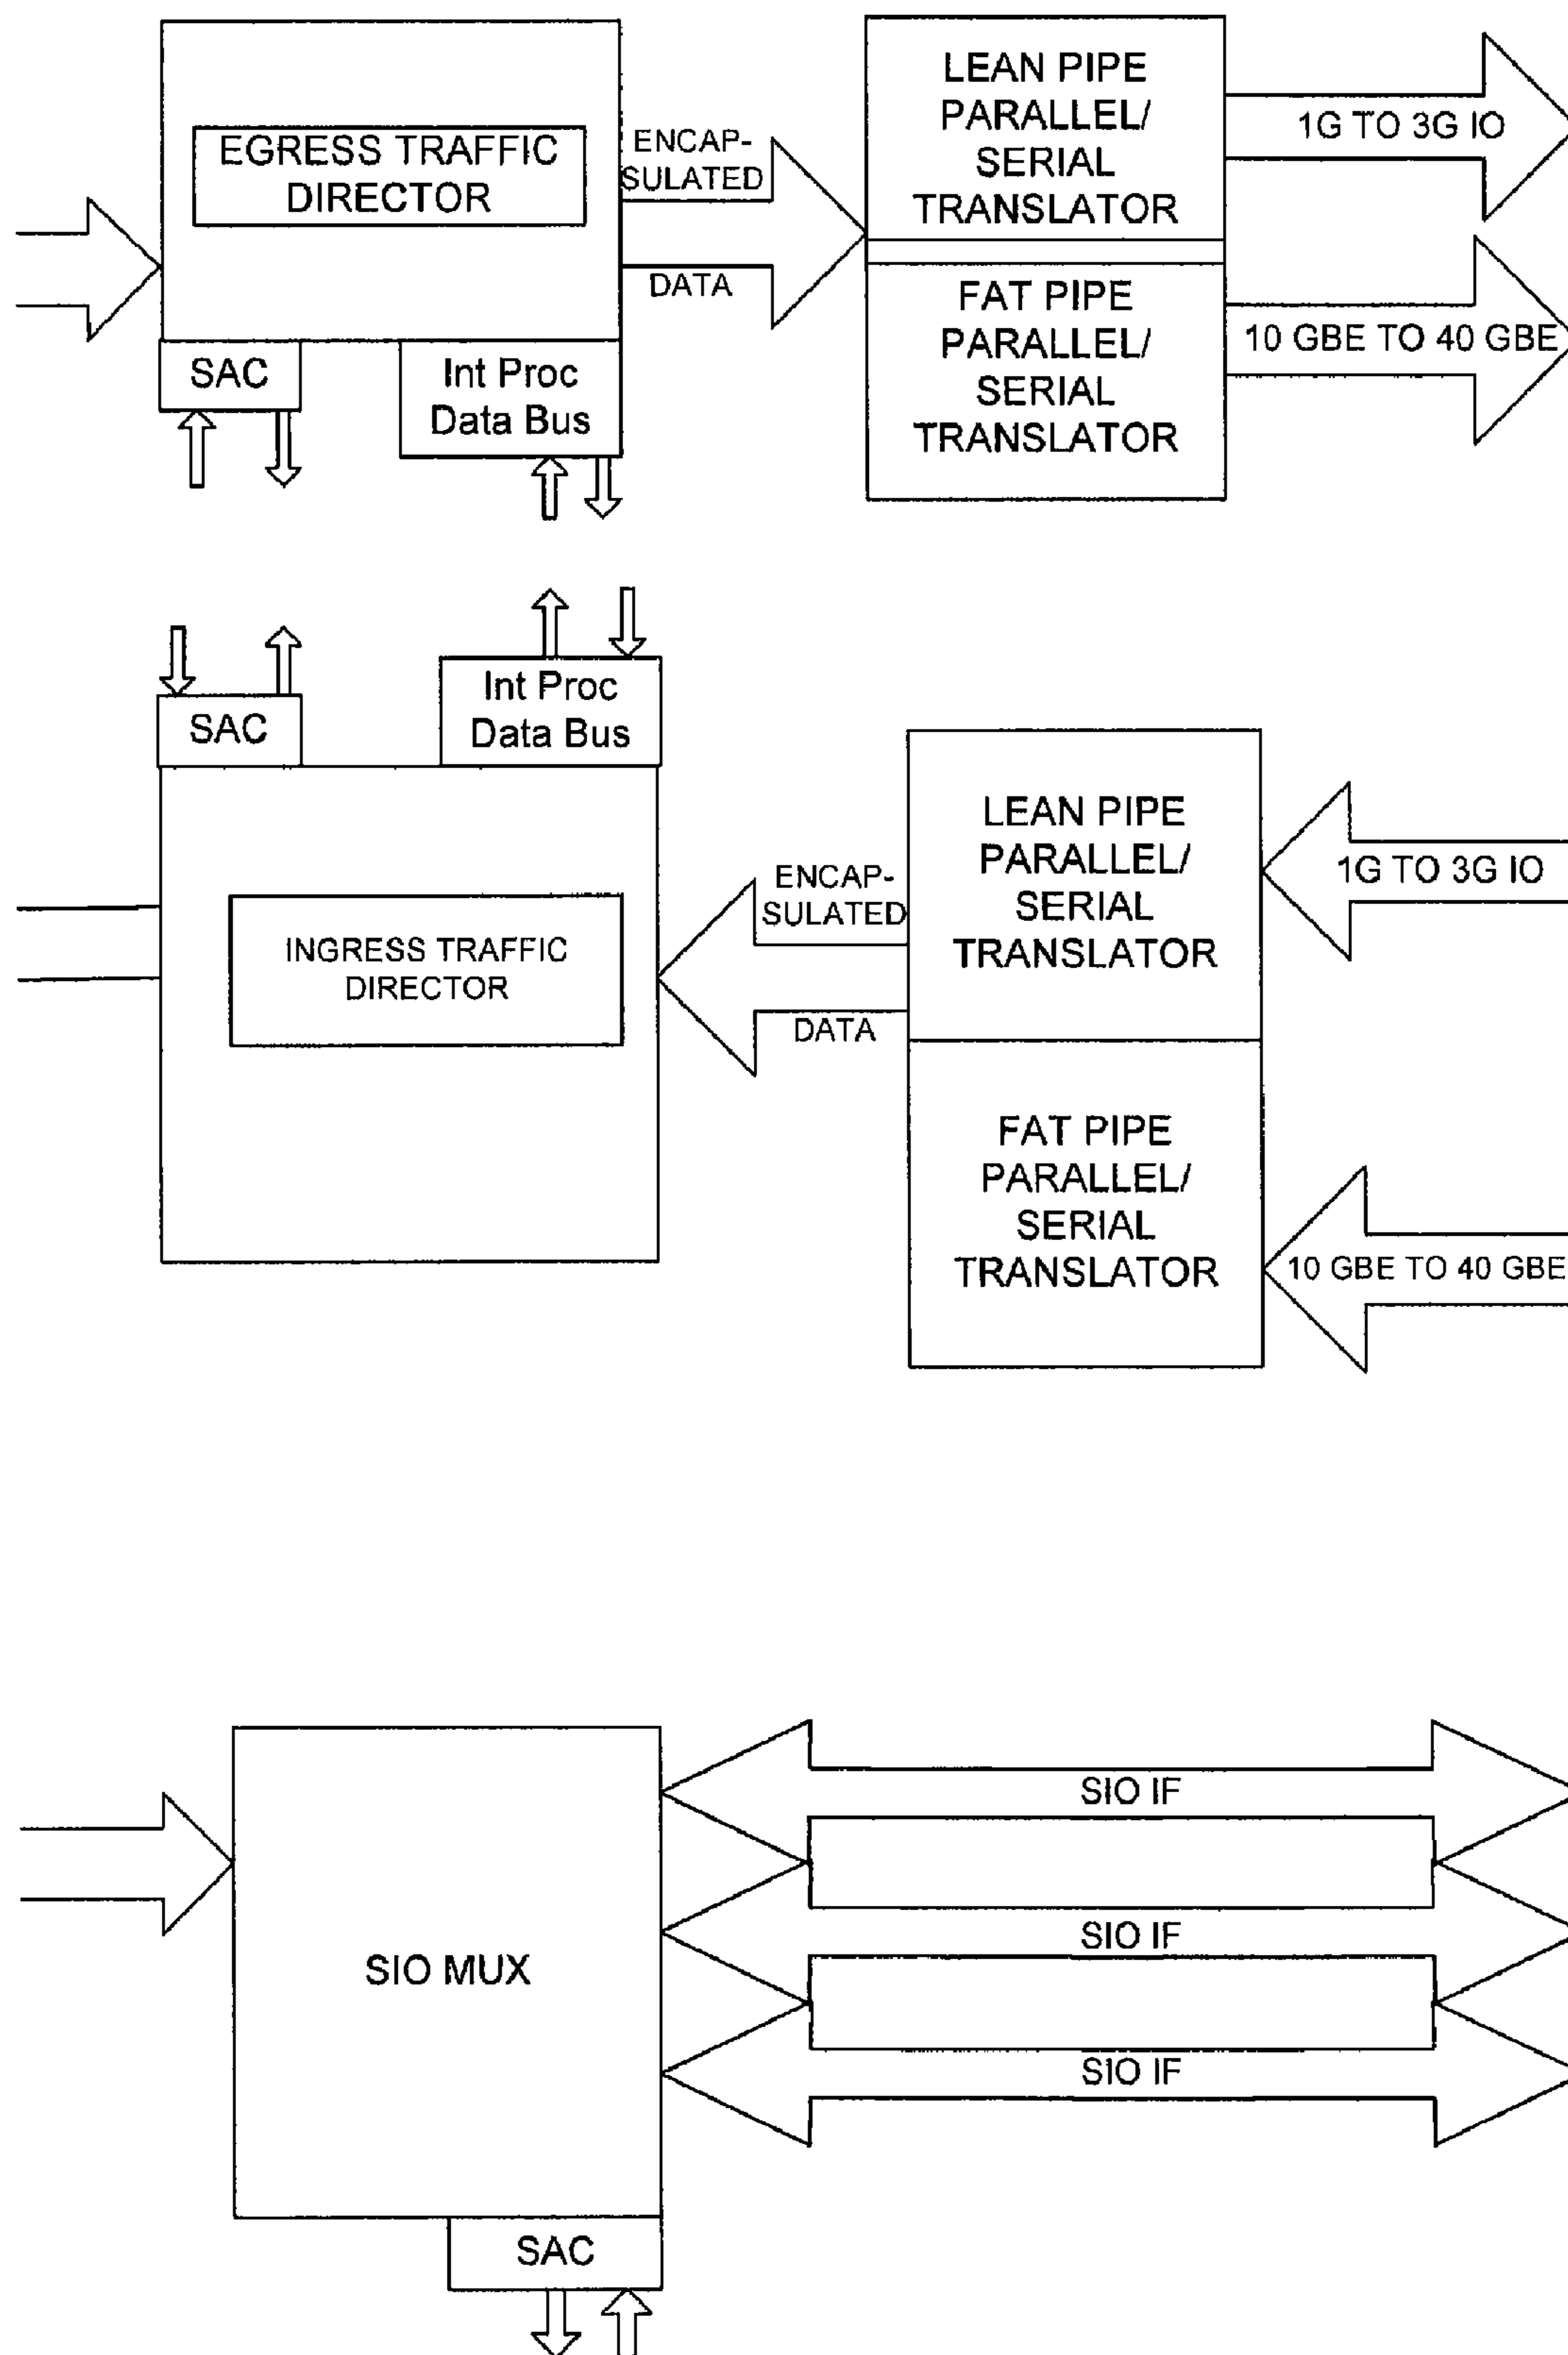 EGRESS TRAFFIC
DIRECTOR
SAC
Int Proc
Data Bus
ENCAP-
SULATED
DATA
LEAN PIPE
PARALLEL/
SERIAL
TRANSLATOR
FAT PIPE
PARALLEL/
SERIAL
TRANSLATOR
1G TO 3G IO
10 GBE TO 40 GBE
SAC
Int Proc
Data Bus
INGRESS TRAFFIC
DIRECTOR
ENCAP-
SULATED
DATA
LEAN PIPE
PARALLEL/
SERIAL
TRANSLATOR
FAT PIPE
PARALLEL/
SERIAL
TRANSLATOR
1G TO 3G IO
10 GBE TO 40 GBE
SIO MUX
SAC
SIO IF
SIO IF
SIO IF